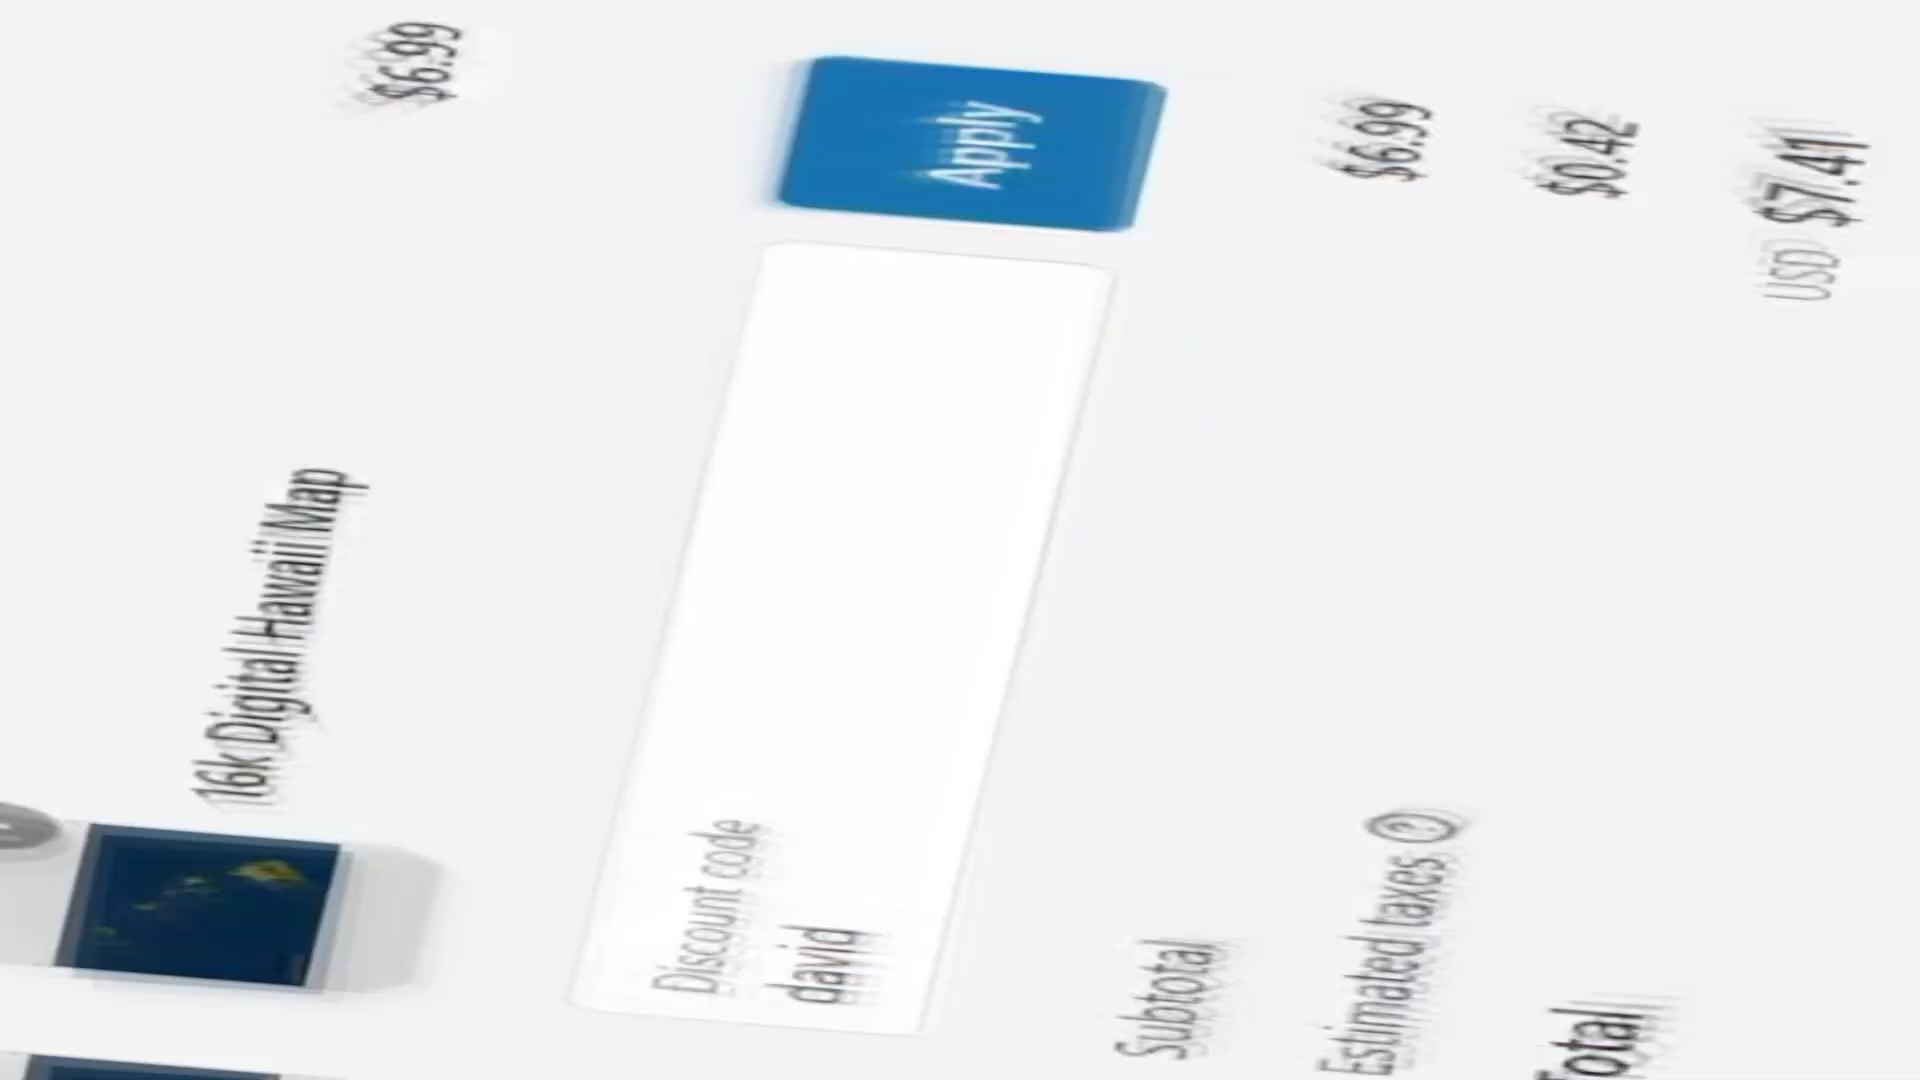 16k Digital Hawaii Map $6.99
Discount code
david
Apply
Subtotal $6.99
Estimated taxes ? $0.42
Total USD $7.41